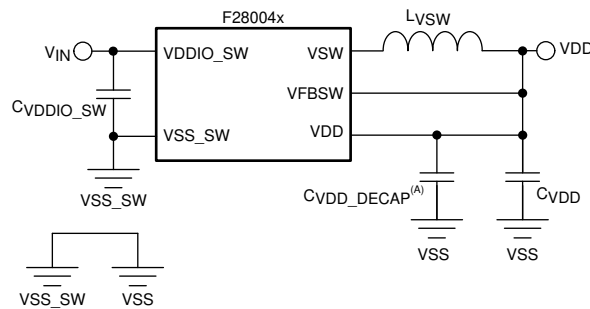 F28004x
LVSW
VIN
VDDIO_SW
VSW
VDD
CVDDIO_SW
VFBSW
VSS_SW
VDD
VSS_SW
CVDD_DECAP(A)
CVDD
VSS
VSS
VSS_SW
VSS